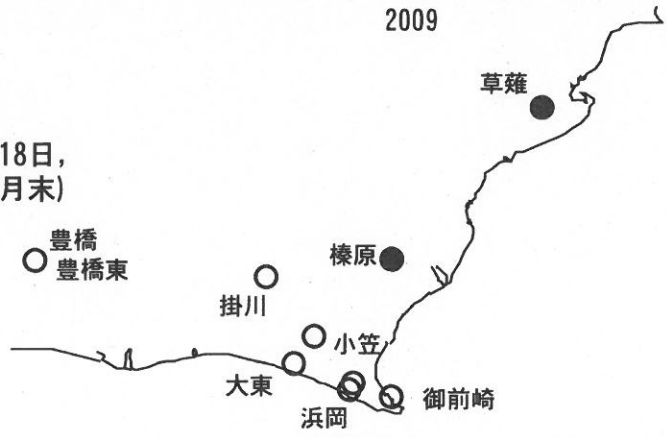 2009
草薙
18日,
月末)
豊橋
豊橋東
榛原
掛川
小笠
大東
御前崎
浜岡